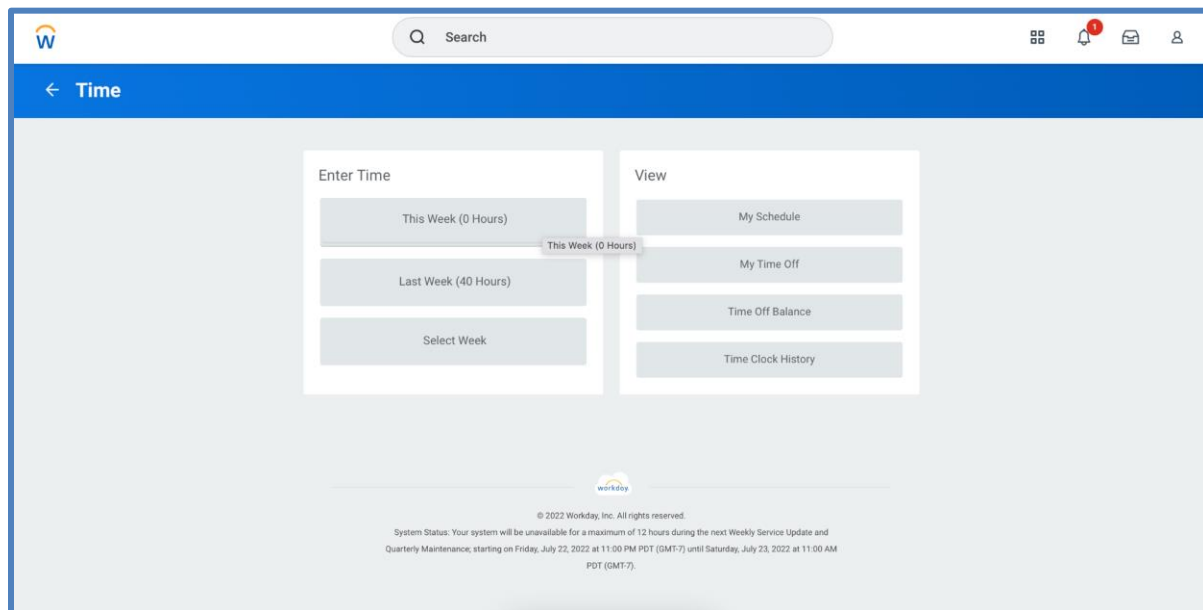 W
Search
1
Time
Enter Time
This Week (0 Hours)
This Week (0 Hours)
Last Week (40 Hours)
Select Week
View
My Schedule
My Time Off
Time Off Balance
Time Clock History
workday.
© 2022 Workday, Inc. All rights reserved.
System Status: Your system will be unavailable for a maximum of 12 hours during the next Weekly Service Update and
Quarterly Maintenance; starting on Friday, July 22, 2022 at 11:00 PM PDT (GMT-7) until Saturday, July 23, 2022 at 11:00 AM
PDT (GMT-7).